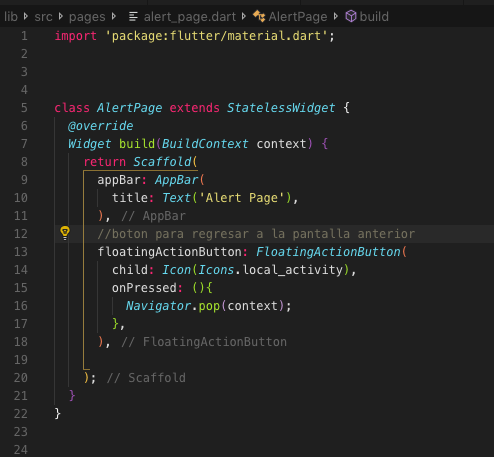 lib > src > pages > alert_page.dart > AlertPage > build
1 import 'package:flutter/material.dart';
2
3
4
5 class AlertPage extends StatelessWidget {
6 @override
7 Widget build(BuildContext context) {
8 return Scaffold(
9 appBar: AppBar(
10 title: Text('Alert Page'),
11 ), // AppBar
12 //boton para regresar a la pantalla anterior
13 floatingActionButton: FloatingActionButton(
14 child: Icon(Icons.local_activity),
15 onPressed: (){
16 Navigator.pop(context);
17 },
18 ), // FloatingActionButton
19
20 ); // Scaffold
21 }
22 }
23
24